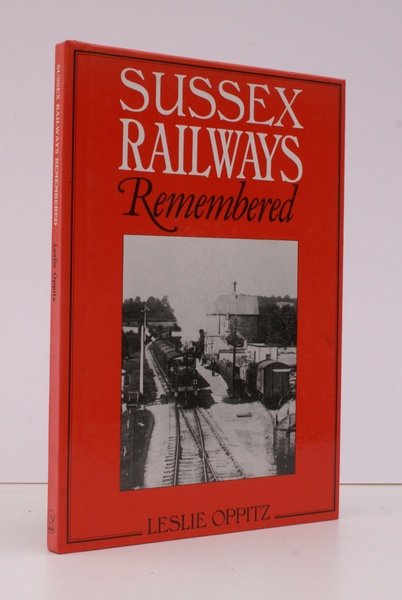 SUSSEX
RAILWAYS
Remembered
LESLIE OPPITZ
SUSSEX RAILWAYS REMEMBERED
Leslie Oppitz